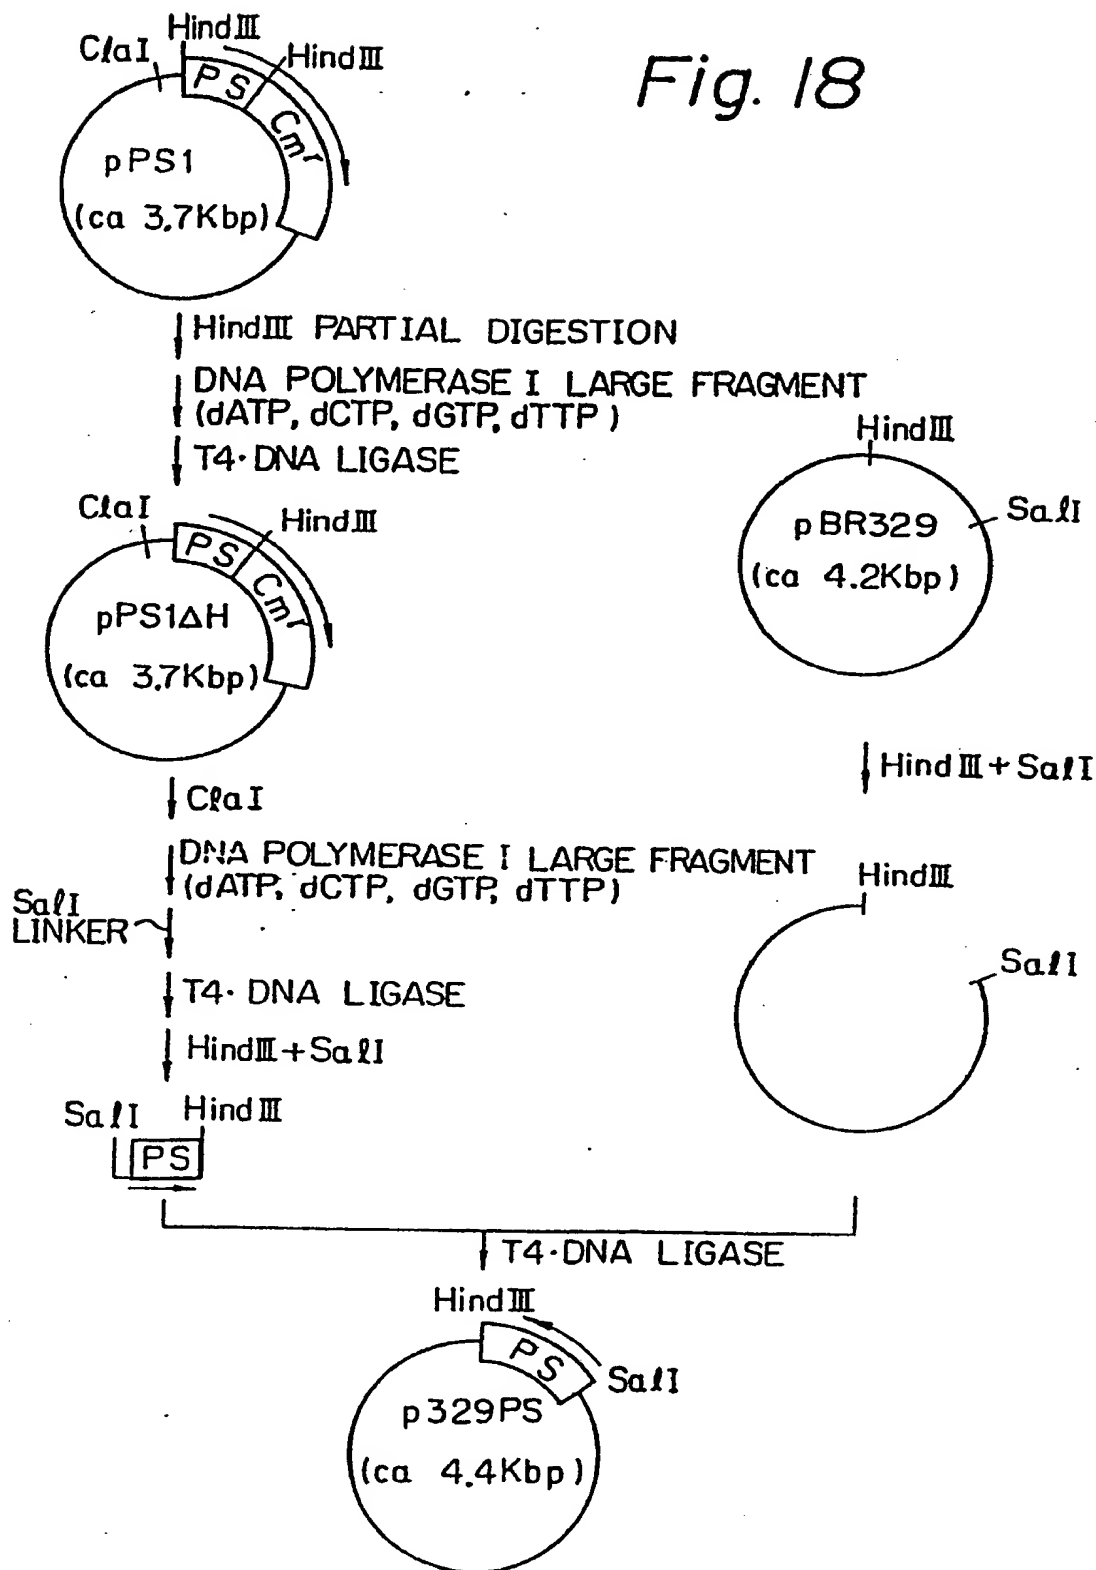 Fig. 18
HindIII
ClaI
HindIII
PS
Cmr
pPS1
(ca 3.7Kbp)
HindIII PARTIAL DIGESTION
DNA POLYMERASE I LARGE FRAGMENT
(dATP, dCTP, dGTP, dTTP)
T4·DNA LIGASE
ClaI
HindIII
PS
Cmr
pPS1ΔH
(ca 3.7Kbp)
HindIII
SalI
pBR329
(ca 4.2Kbp)
ClaI
HindIII+SalI
DNA POLYMERASE I LARGE FRAGMENT
(dATP, dCTP, dGTP, dTTP)
SalI
LINKER
T4·DNA LIGASE
HindIII+SalI
HindIII
SalI
SalI
HindIII
PS
T4·DNA LIGASE
HindIII
PS
SalI
p329PS
(ca 4.4Kbp)